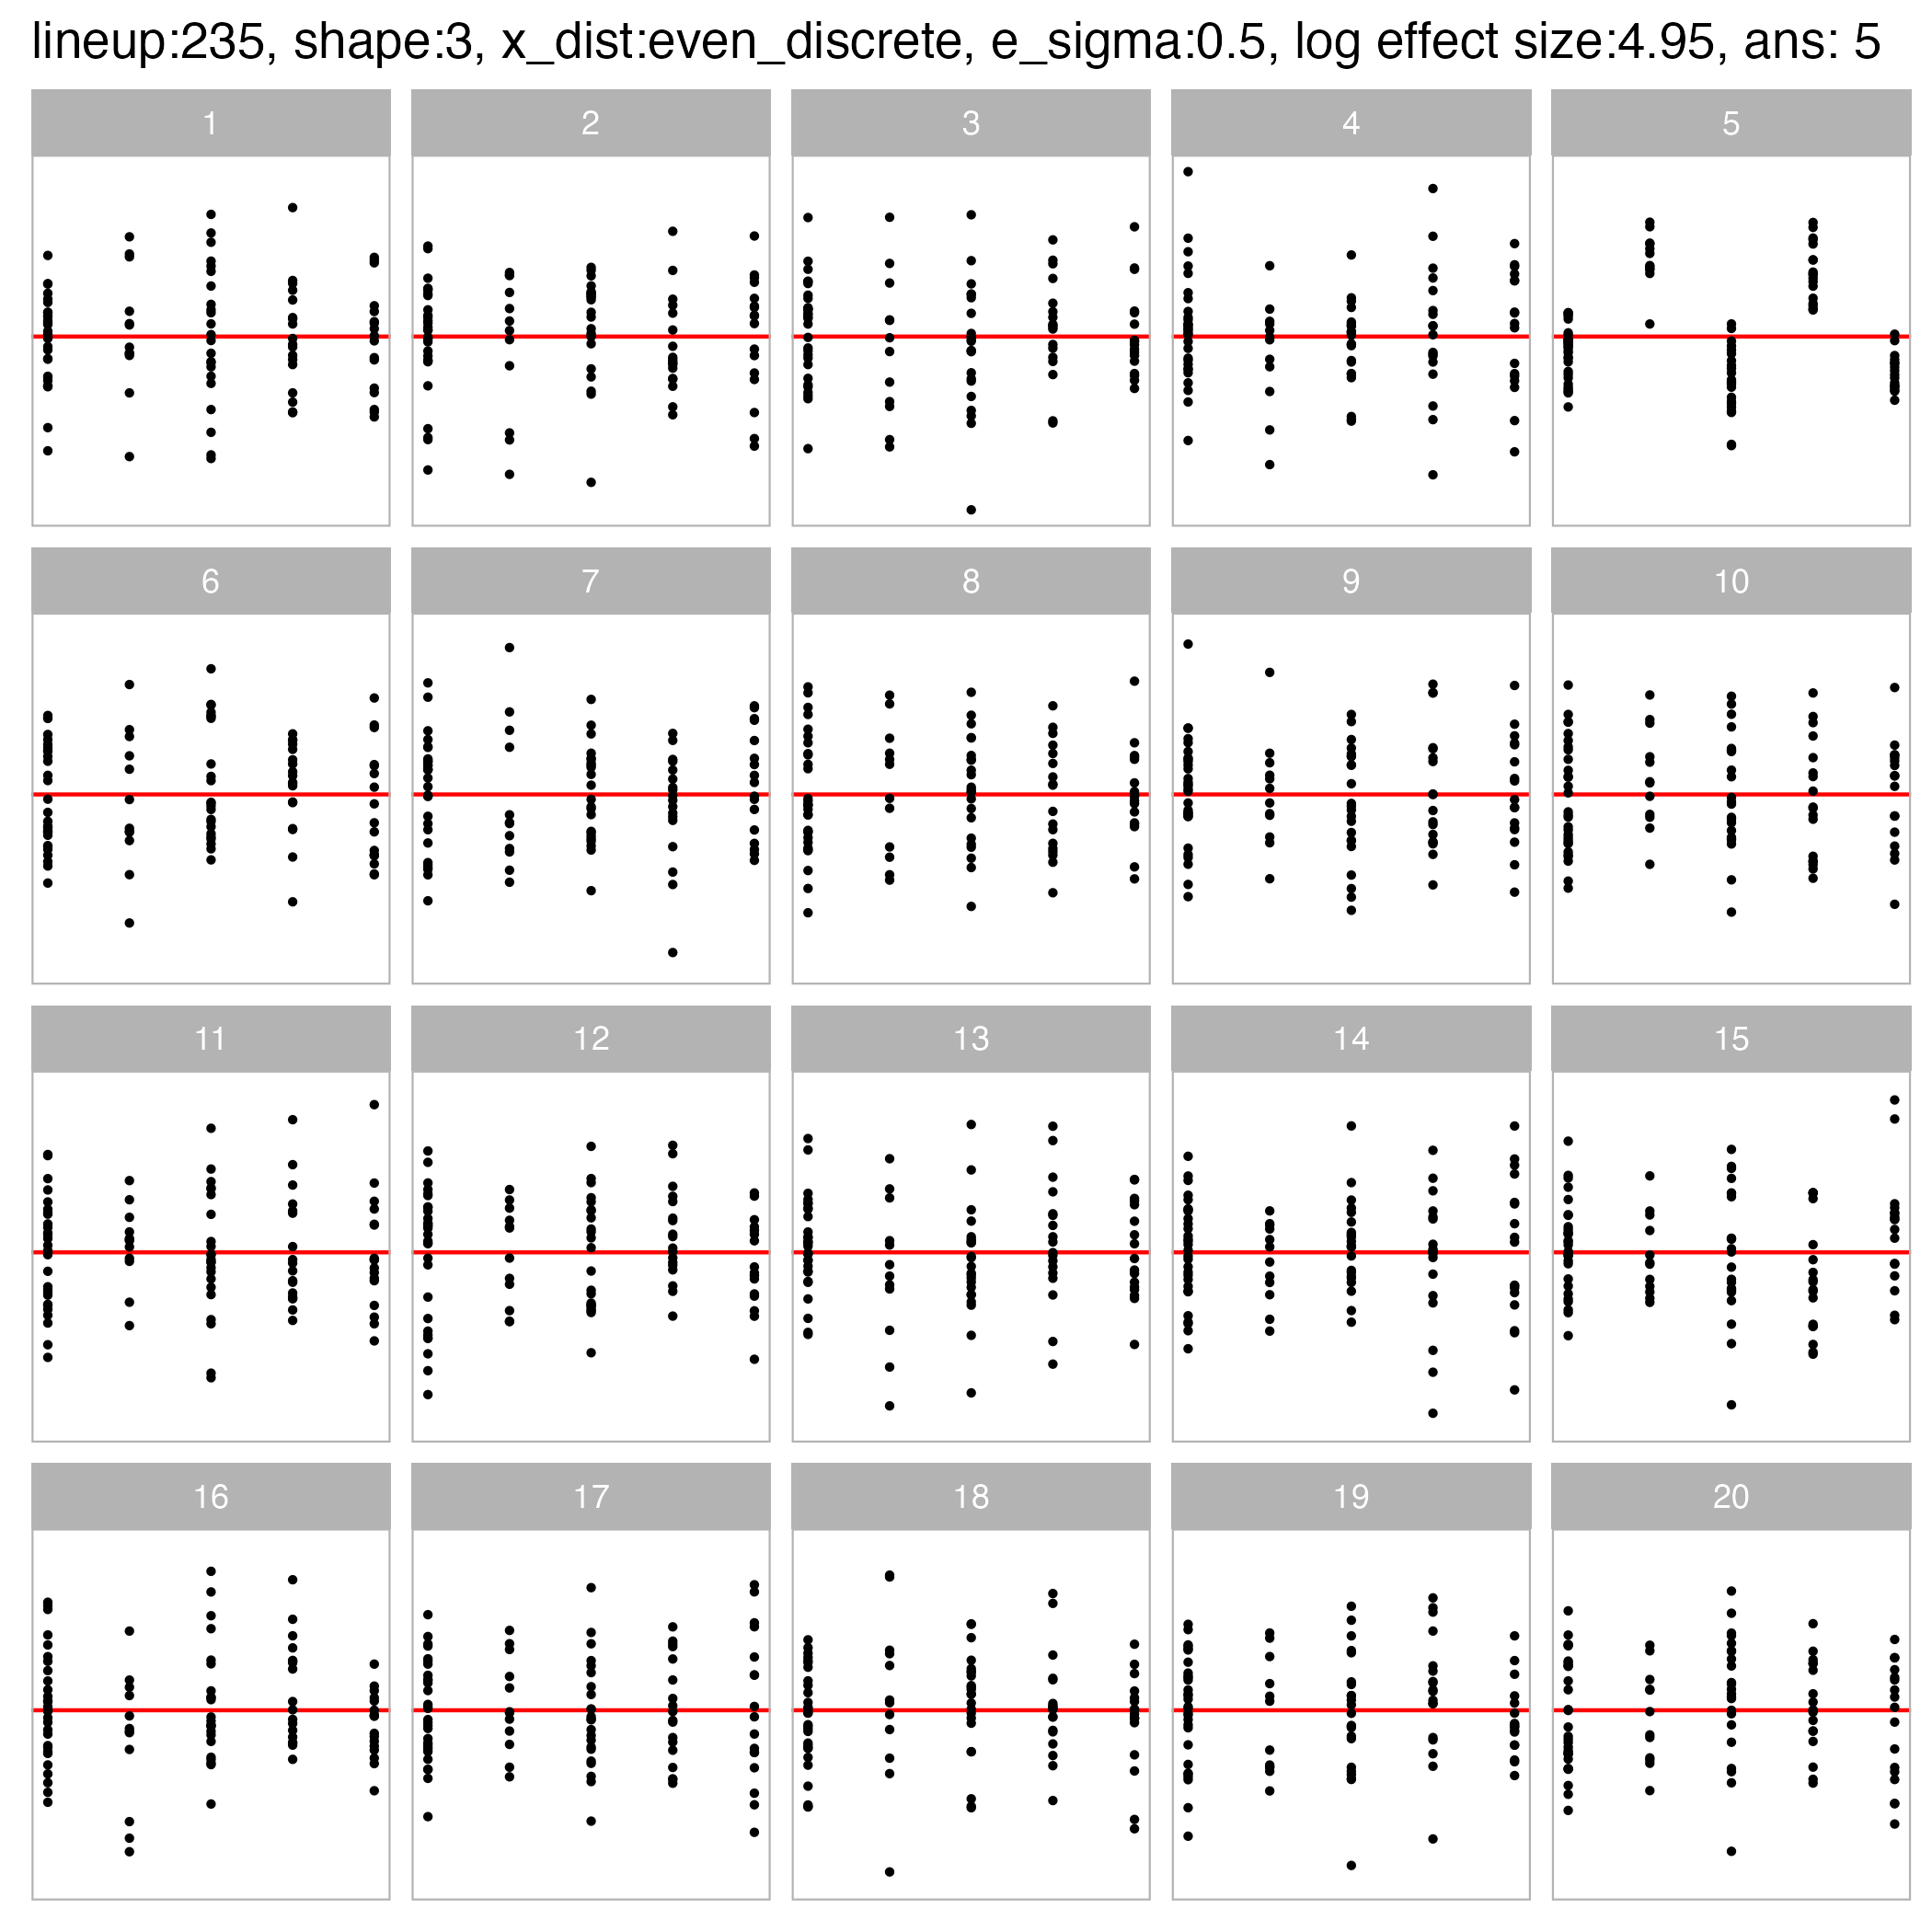 lineup:235, shape:3, x_dist:even_discrete, e_sigma:0.5, log effect size:4.95, ans: 5
1 2 3 4 5
6 7 8 9 10
11 12 13 14 15
16 17 18 19 20